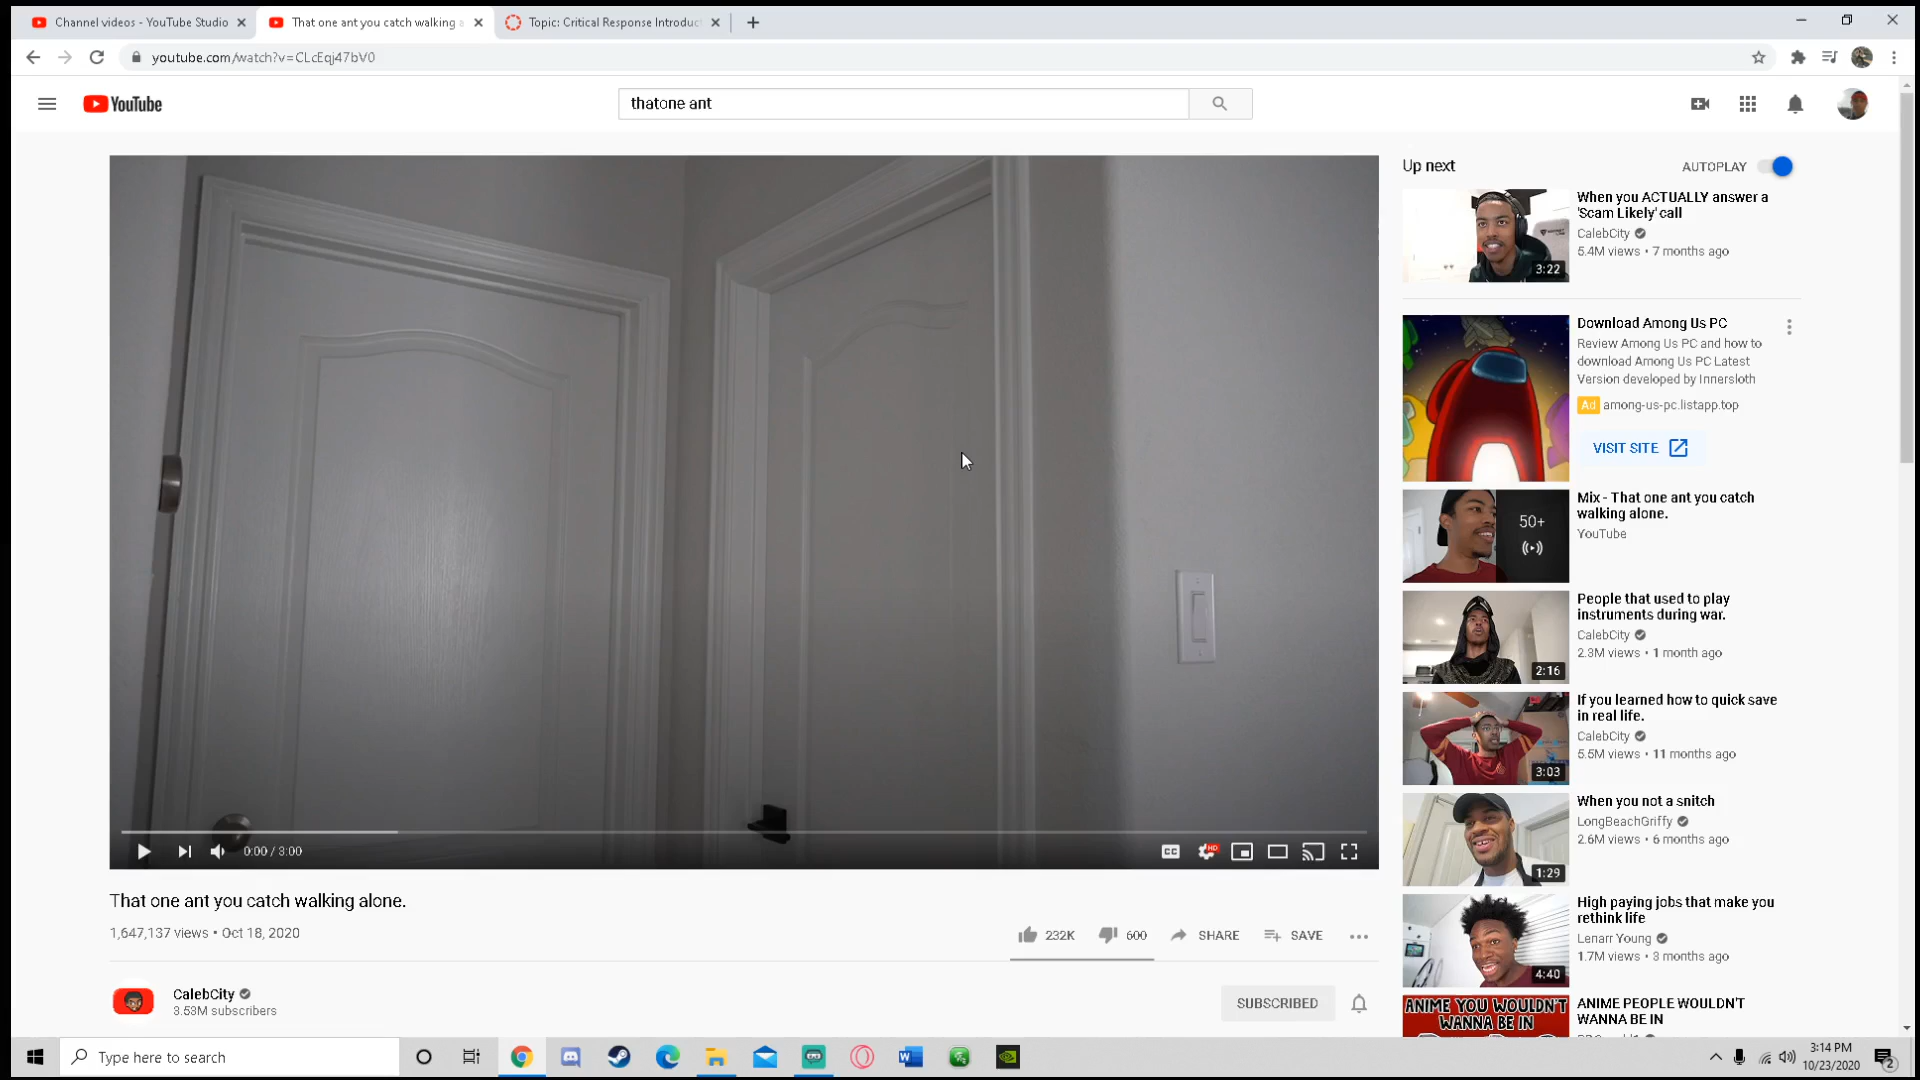 Channel videos - YouTube Studio
That one ant you catch walking a
Topic: Critical Response Introduc
youtube.com/watch?v=CLcEqj47bV0
YouTube
thatone ant
Up next
AUTOPLAY
When you ACTUALLY answer a
'Scam Likely' call
CalebCity
5.4M views • 7 months ago
3:22
Download Among Us PC
Review Among Us PC and how to
download Among Us PC Latest
Version developed by Innersloth
Ad among-us-pc.listapp.top
VISIT SITE
Mix - That one ant you catch
walking alone.
YouTube
50+
People that used to play
instruments during war.
CalebCity
2.3M views • 1 month ago
2:16
If you learned how to quick save
in real life.
CalebCity
5.5M views • 11 months ago
3:03
When you not a snitch
LongBeachGriffy
2.6M views • 6 months ago
1:29
High paying jobs that make you
rethink life
Lenarr Young
1.7M views • 3 months ago
4:40
ANIME YOU WOULDN'T
WANNA BE IN
ANIME PEOPLE WOULDN'T
WANNA BE IN
0:00 / 3:00
CC
HD
That one ant you catch walking alone.
1,647,137 views • Oct 18, 2020
232K
600
SHARE
SAVE
CalebCity
3.53M subscribers
SUBSCRIBED
Type here to search
3:14 PM
10/23/2020
2